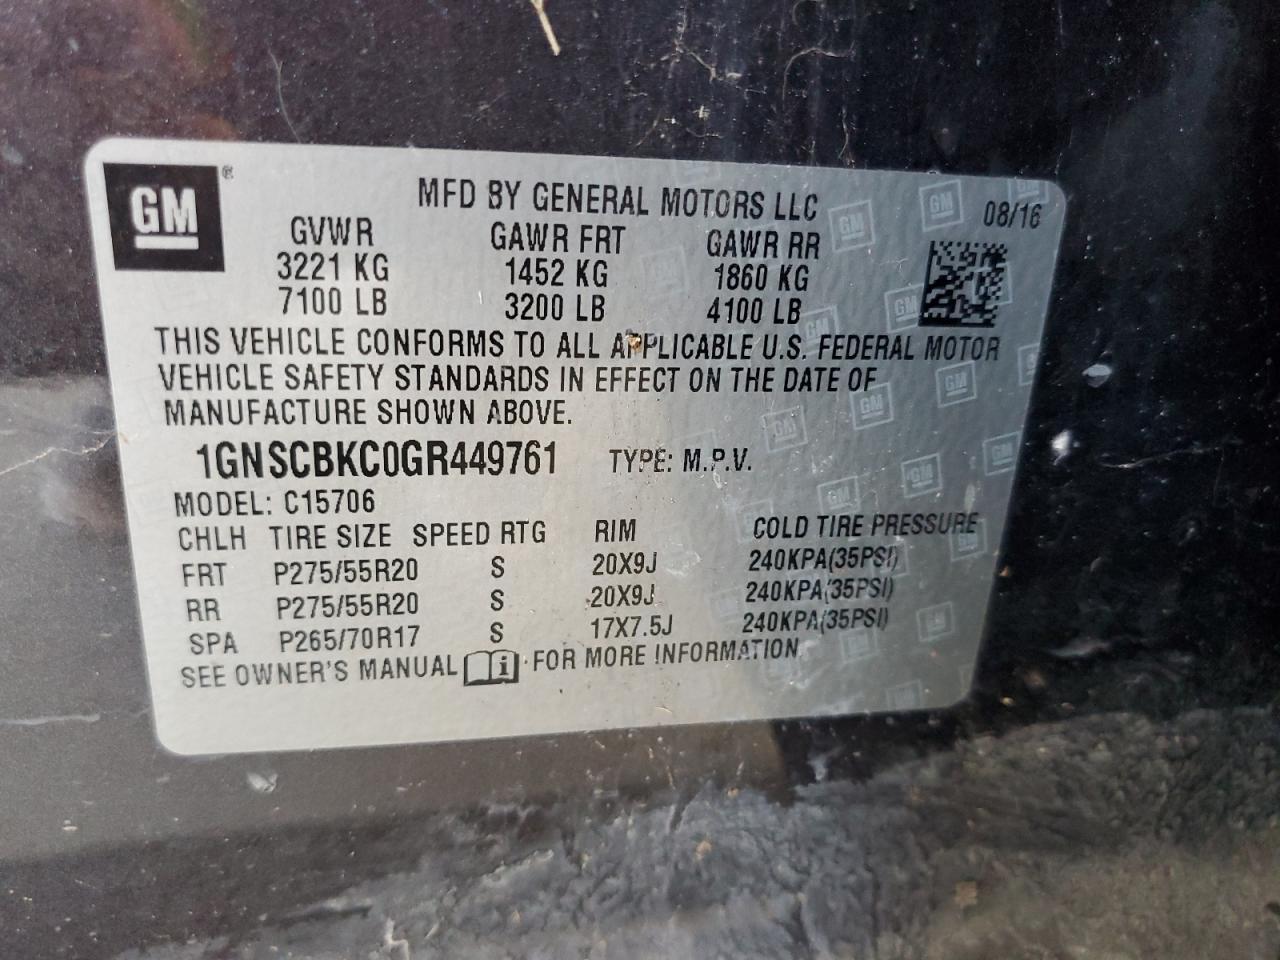 GM ®
MFD BY GENERAL MOTORS LLC 08/16
GVWR GAWR FRT GAWR RR
3221 KG 1452 KG 1860 KG
7100 LB 3200 LB 4100 LB
THIS VEHICLE CONFORMS TO ALL APPLICABLE U.S. FEDERAL MOTOR
VEHICLE SAFETY STANDARDS IN EFFECT ON THE DATE OF
MANUFACTURE SHOWN ABOVE.
1GNSCBKC0GR449761 TYPE: M.P.V.
MODEL: C15706
CHLH TIRE SIZE SPEED RTG RIM COLD TIRE PRESSURE
FRT P275/55R20 S 20X9J 240KPA(35PSI)
RR P275/55R20 S 20X9J 240KPA(35PSI)
SPA P265/70R17 S 17X7.5J 240KPA(35PSI)
SEE OWNER'S MANUAL i FOR MORE INFORMATION